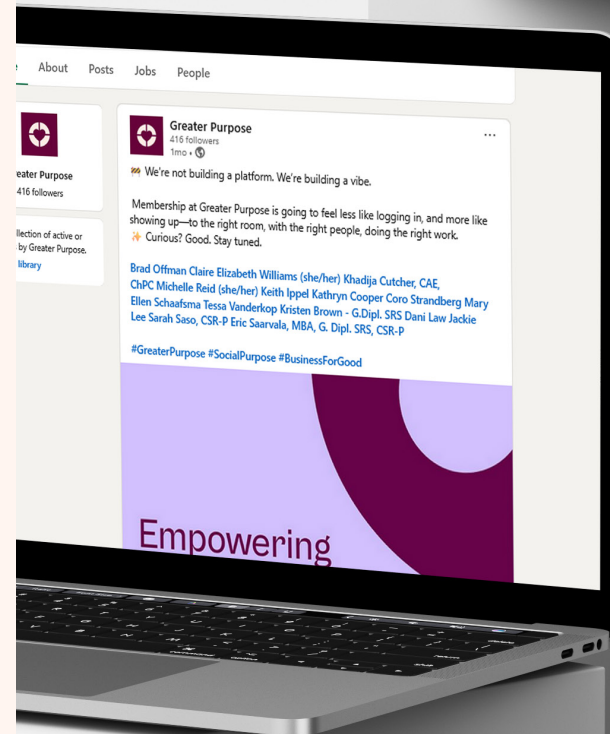 About Posts Jobs People
Greater Purpose
416 followers
1mo •
🚧 We're not building a platform. We're building a vibe.
Membership at Greater Purpose is going to feel less like logging in, and more like
showing up—to the right room, with the right people, doing the right work.
✨ Curious? Good. Stay tuned.
Brad Offman Claire Elizabeth Williams (she/her) Khadija Cutcher, CAE,
ChPC Michelle Reid (she/her) Keith Ippel Kathryn Cooper Coro Strandberg Mary
Ellen Schaafsma Tessa Vanderkop Kristen Brown - G.Dipl. SRS Dani Law Jackie
Lee Sarah Saso, CSR-P Eric Saarvala, MBA, G. Dipl. SRS, CSR-P
#GreaterPurpose #SocialPurpose #BusinessForGood
Empowering
eater Purpose
416 followers
llection of active or
by Greater Purpose.
library